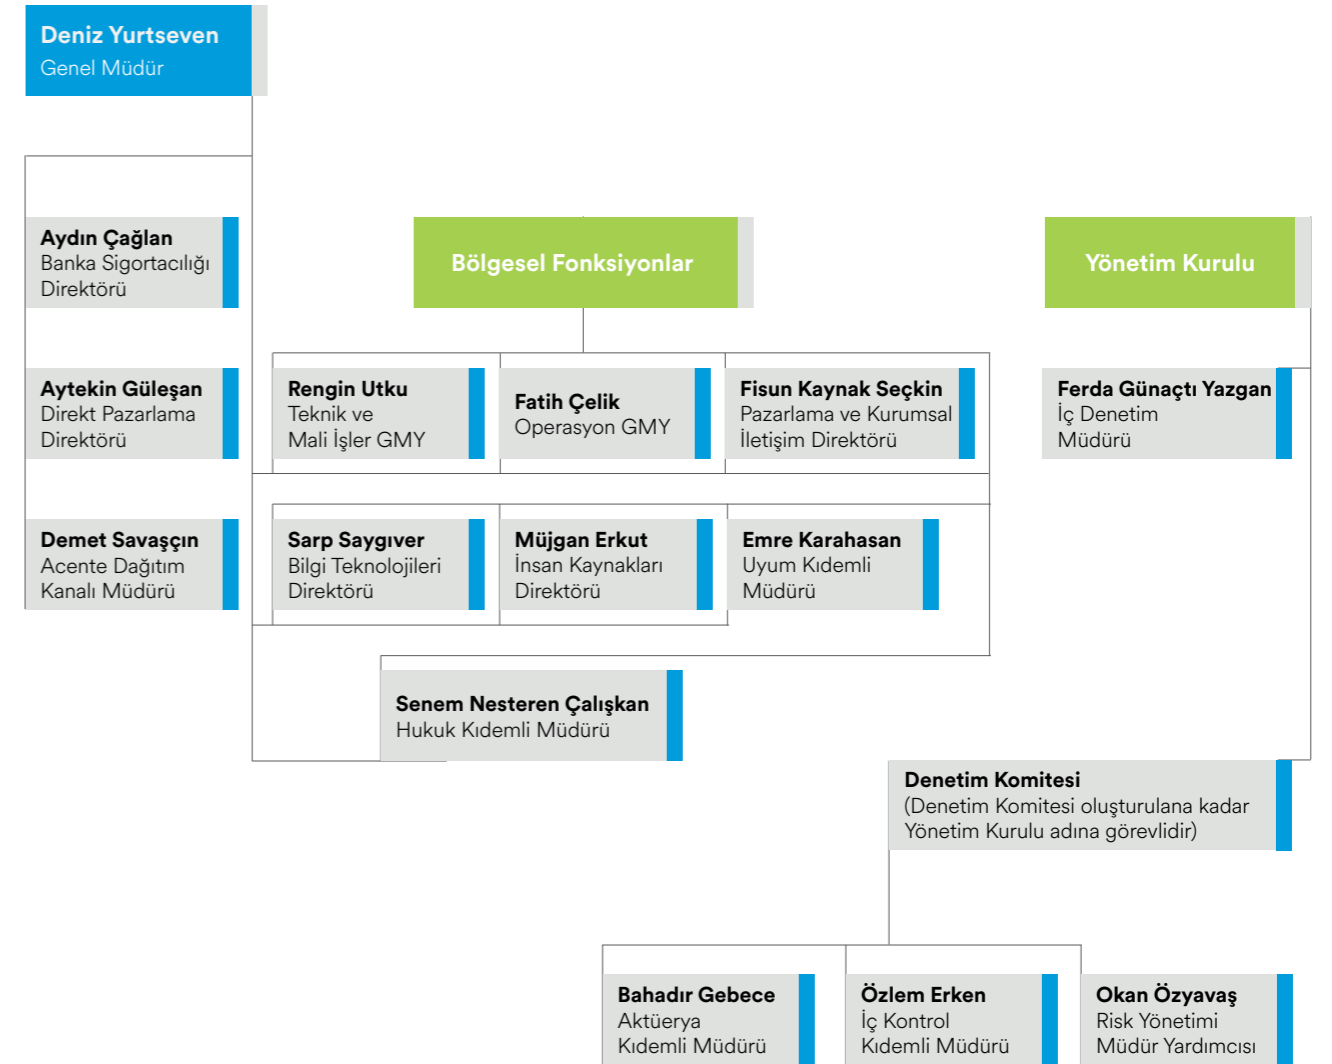 Deniz Yurtseven
Genel Müdür
Aydın Çağlan
Banka Sigortacılığı
Direktörü
Bölgesel Fonksiyonlar
Yönetim Kurulu
Aytekin Güleşan
Direkt Pazarlama
Direktörü
Rengin Utku
Teknik ve
Mali İşler GMY
Fatih Çelik
Operasyon GMY
Fisun Kaynak Seçkin
Pazarlama ve Kurumsal
İletişim Direktörü
Ferda Günaçtı Yazgan
İç Denetim
Müdürü
Demet Savaşçın
Acente Dağıtım
Kanalı Müdürü
Sarp Saygıver
Bilgi Teknolojileri
Direktörü
Müjgan Erkut
İnsan Kaynakları
Direktörü
Emre Karahasan
Uyum Kıdemli
Müdürü
Senem Nesteren Çalışkan
Hukuk Kıdemli Müdürü
Denetim Komitesi
(Denetim Komitesi oluşturulana kadar
Yönetim Kurulu adına görevlidir)
Bahadır Gebece
Aktüerya
Kıdemli Müdürü
Özlem Erken
İç Kontrol
Kıdemli Müdürü
Okan Özyavaş
Risk Yönetimi
Müdür Yardımcısı